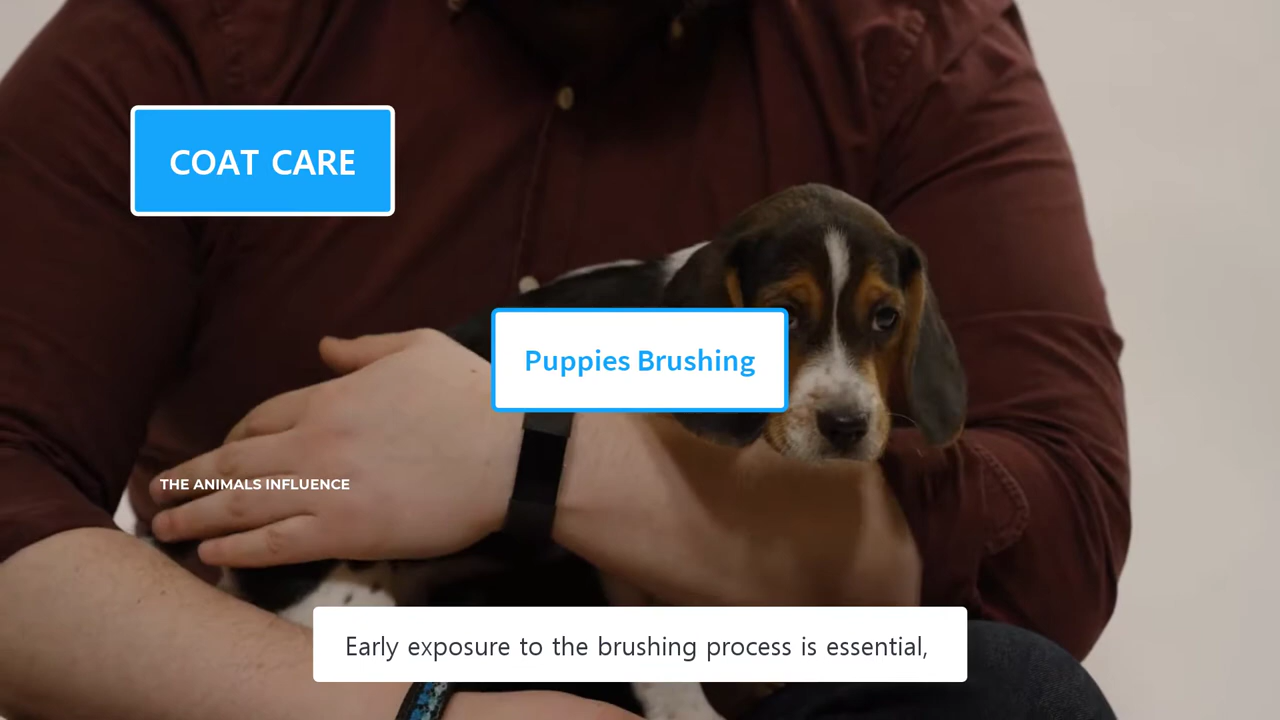 COAT CARE
Puppies Brushing
THE ANIMALS INFLUENCE
Early exposure to the brushing process is essential,